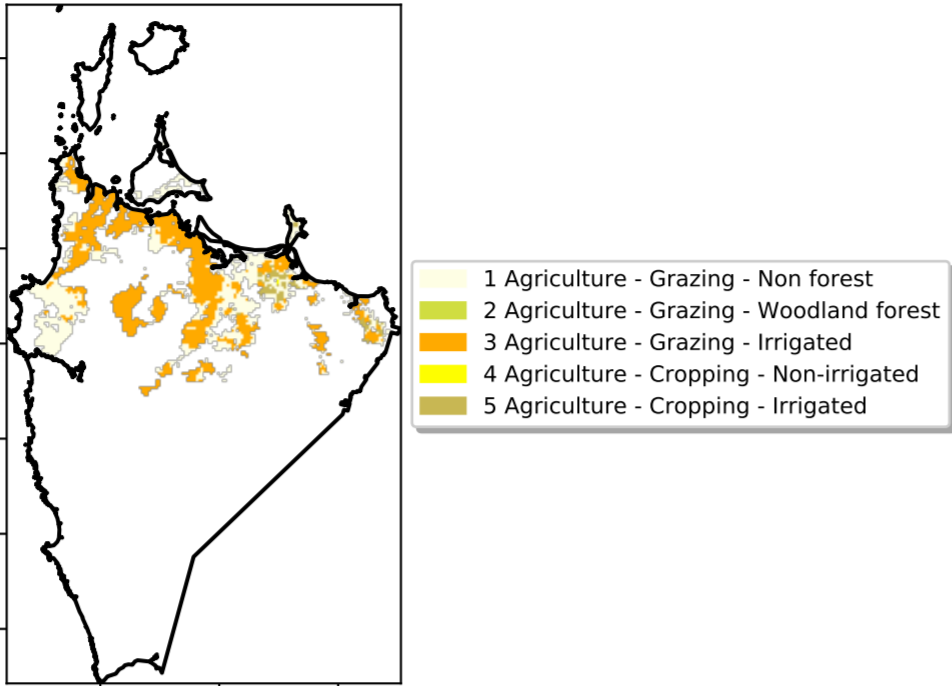 1 Agriculture - Grazing - Non forest
2 Agriculture - Grazing - Woodland forest
3 Agriculture - Grazing - Irrigated
4 Agriculture - Cropping - Non-irrigated
5 Agriculture - Cropping - Irrigated